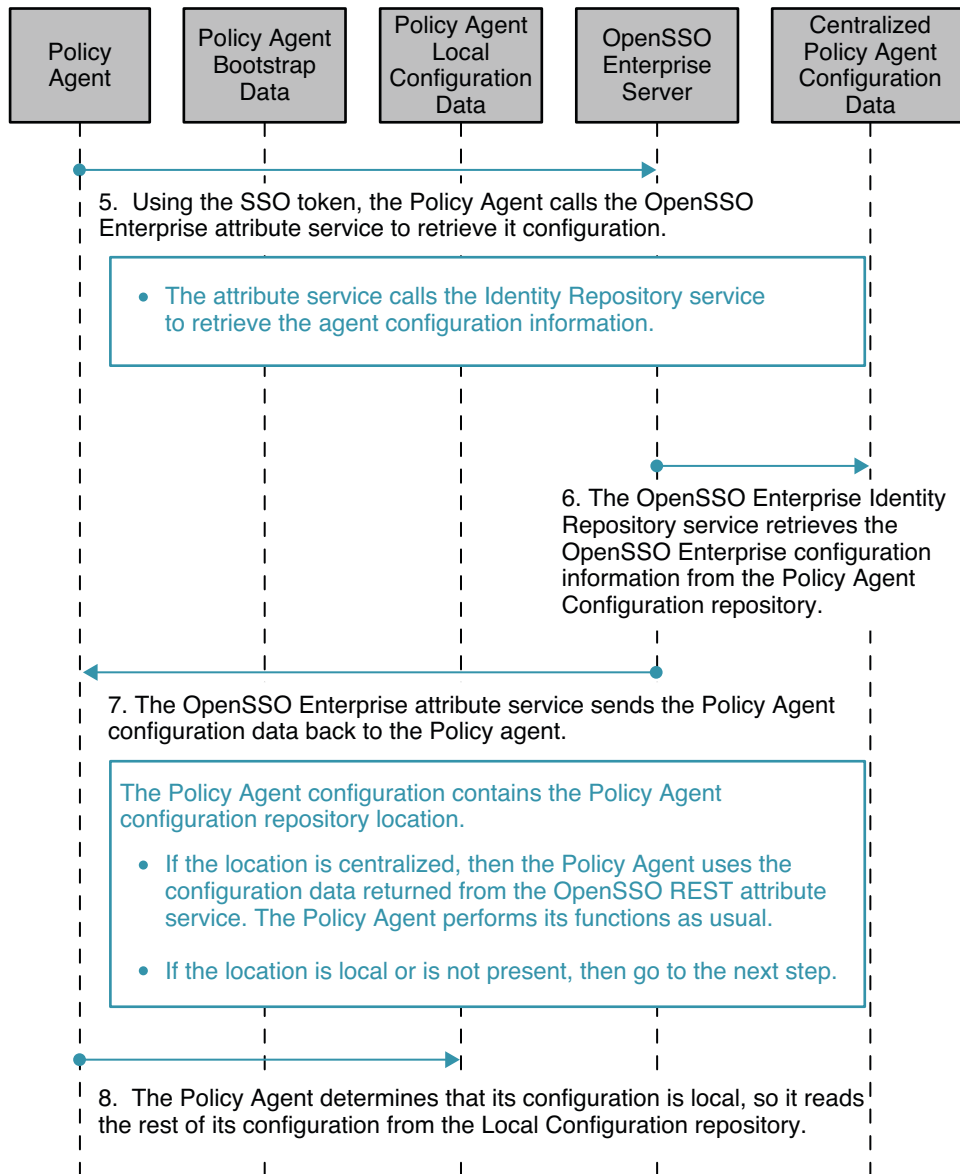 Policy
Agent
Policy Agent
Bootstrap
Data
Policy Agent
Local
Configuration
Data
OpenSSO
Enterprise
Server
Centralized
Policy Agent
Configuration
Data
5. Using the SSO token, the Policy Agent calls the OpenSSO
Enterprise attribute service to retrieve it configuration.
• The attribute service calls the Identity Repository service
to retrieve the agent configuration information.
6. The OpenSSO Enterprise Identity
Repository service retrieves the
OpenSSO Enterprise configuration
information from the Policy Agent
Configuration repository.
7. The OpenSSO Enterprise attribute service sends the Policy Agent
configuration data back to the Policy agent.
The Policy Agent configuration contains the Policy Agent
configuration repository location.
• If the location is centralized, then the Policy Agent uses the
configuration data returned from the OpenSSO REST attribute
service. The Policy Agent performs its functions as usual.
• If the location is local or is not present, then go to the next step.
8. The Policy Agent determines that its configuration is local, so it reads
the rest of its configuration from the Local Configuration repository.